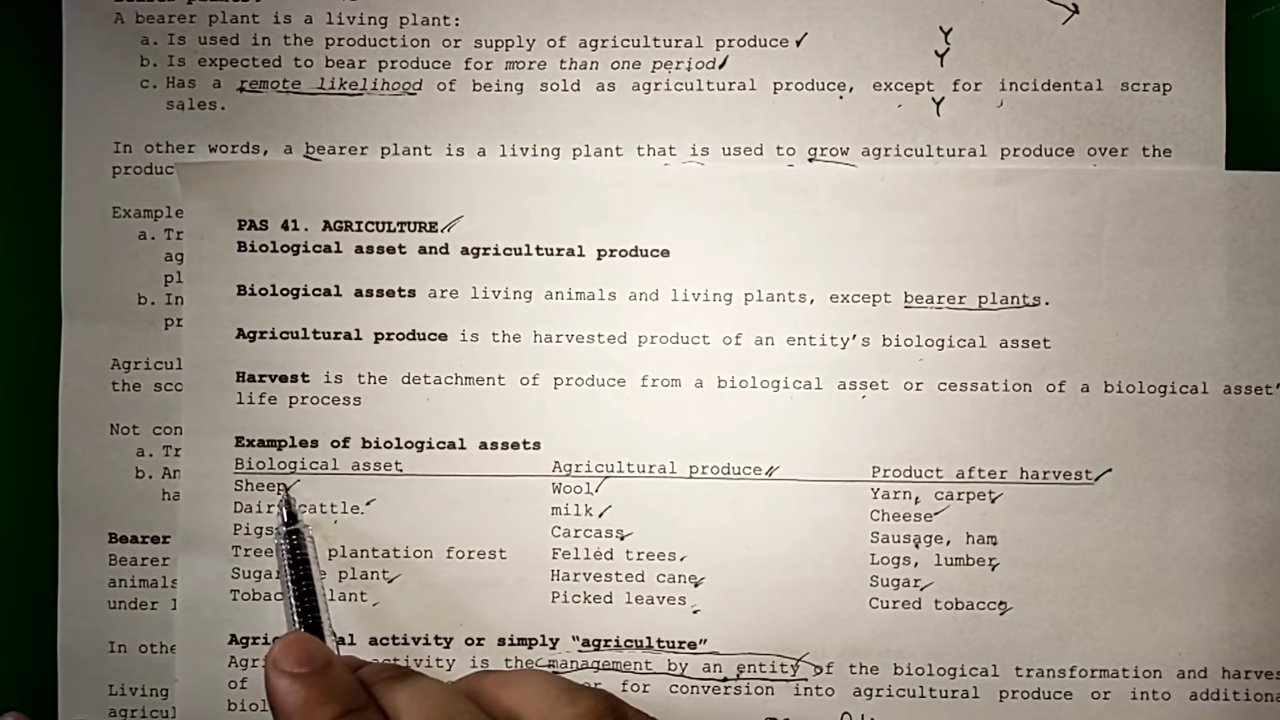 A bearer plant is a living plant:
a. Is used in the production or supply of agricultural produce
Y
b. Is expected to bear produce for more than one period
Y
c. Has a remote likelihood of being sold as agricultural produce, except for incidental scrap
sales.
Y
In other words, a bearer plant is a living plant that is used to grow agricultural produce over the
produc
Example
a. Tr
ag
pl
b. In
pr
Agricul
the sco
Not con
a. Tr
b. An
ha
Bearer
Bearer
animals
under I
In othe
Living
agricul
PAS 41. AGRICULTURE
Biological asset and agricultural produce
Biological assets are living animals and living plants, except bearer plants.
Agricultural produce is the harvested product of an entity's biological asset
Harvest is the detachment of produce from a biological asset or cessation of a biological asset'
life process
Examples of biological assets
Biological asset Agricultural produce Product after harvest
Sheep Wool Yarn, carpet
Dairy cattle. milk Cheese
Pigs Carcass Sausage, ham
Tree plantation forest Felled trees Logs, lumber
Suga plant Harvested cane Sugar
Tobac lant Picked leaves Cured tobacco
Agri al activity or simply "agriculture"
Agri activity is the management by an entity of the biological transformation and harves
of or for conversion into agricultural produce or into additiona
biol